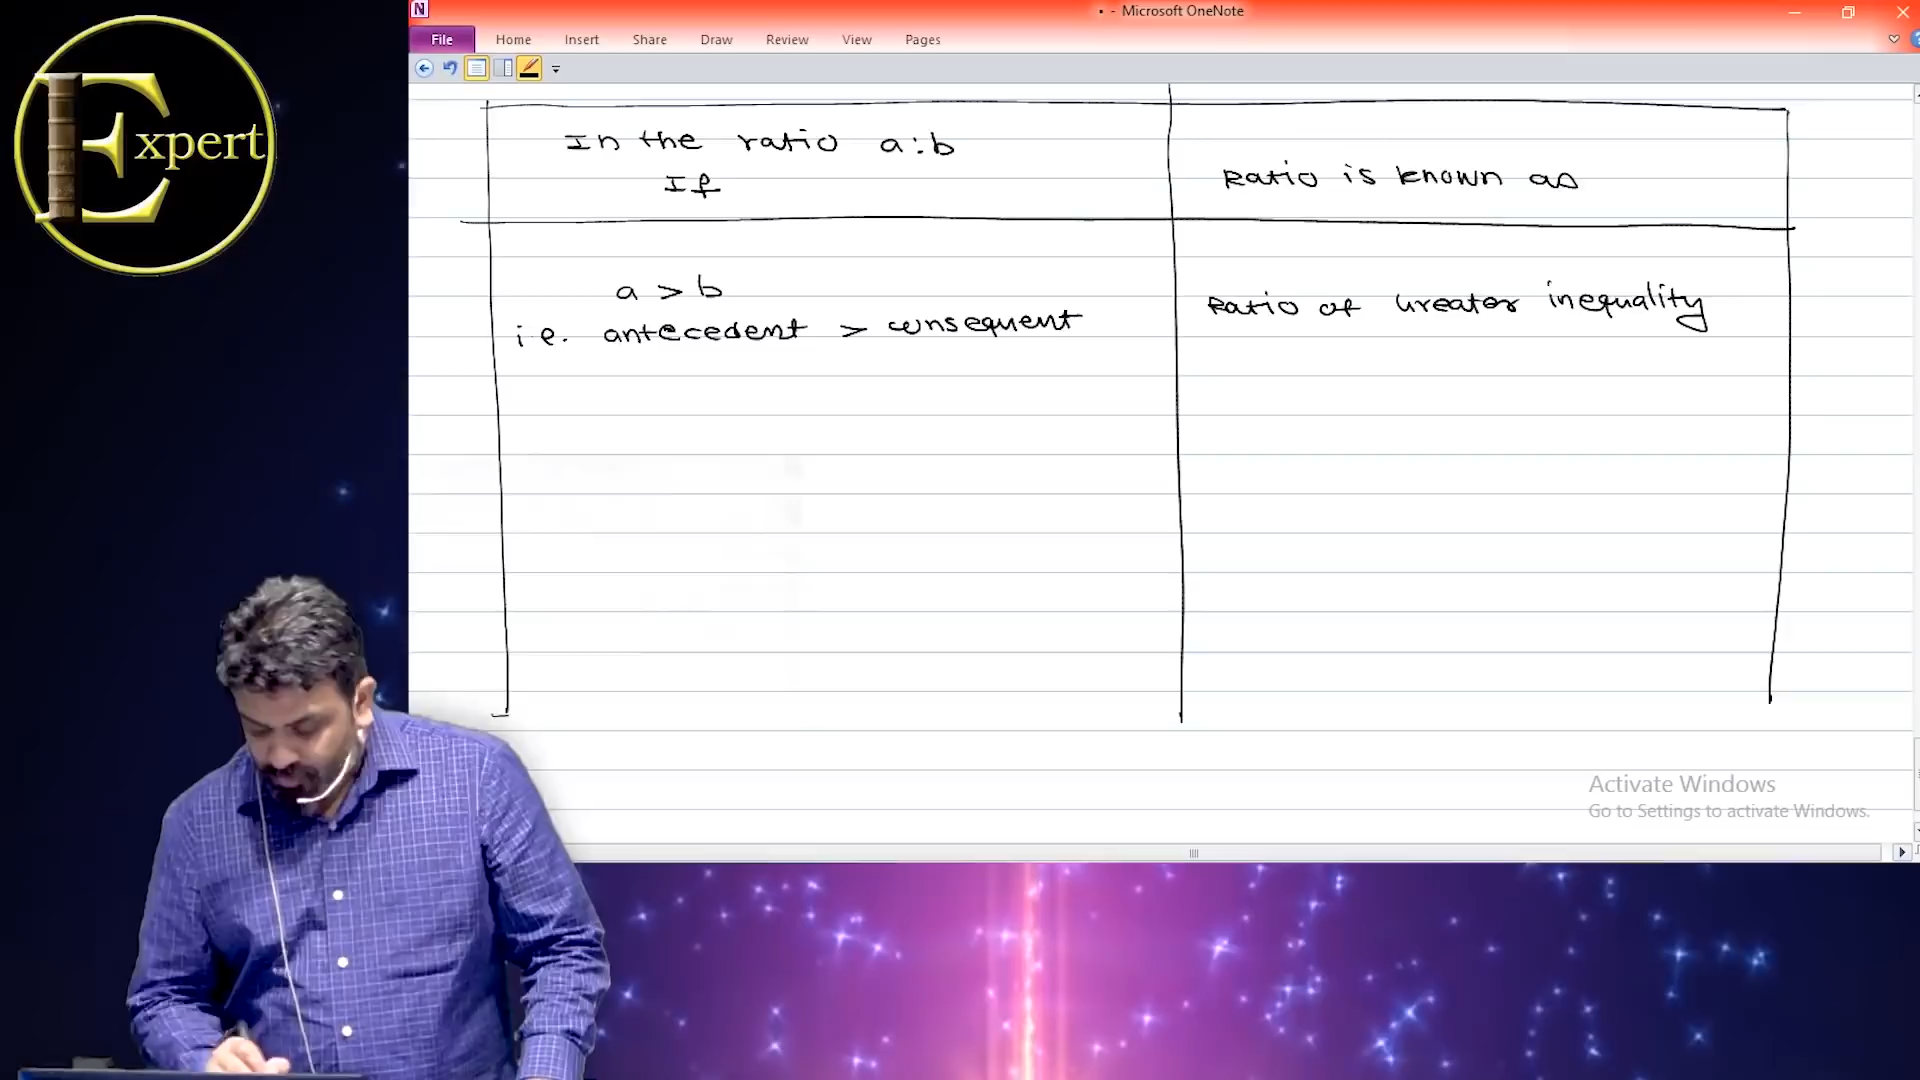 Expert
N
• - Microsoft OneNote
File Home Insert Share Draw Review View Pages
In the ratio a:b
If
Ratio is known as
a > b
i.e. antecedent > consequent
Ratio of Greater inequality
Activate Windows
Go to Settings to activate Windows.